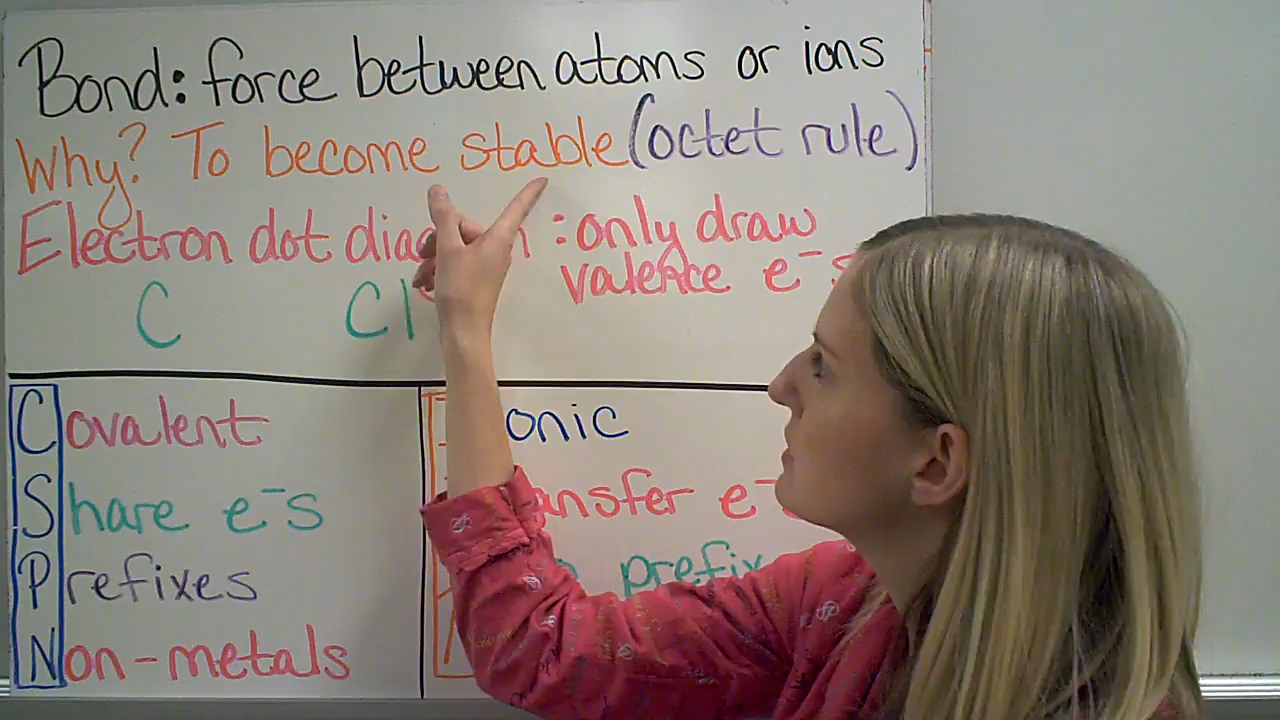 Bond: force between atoms or ions
Why? To become stable (octet rule)
Electron dot : only draw
valence e⁻s
C Cl
Covalent
Share e⁻s
Prefixes
Non-metals
onic
ansfer e⁻
prefix